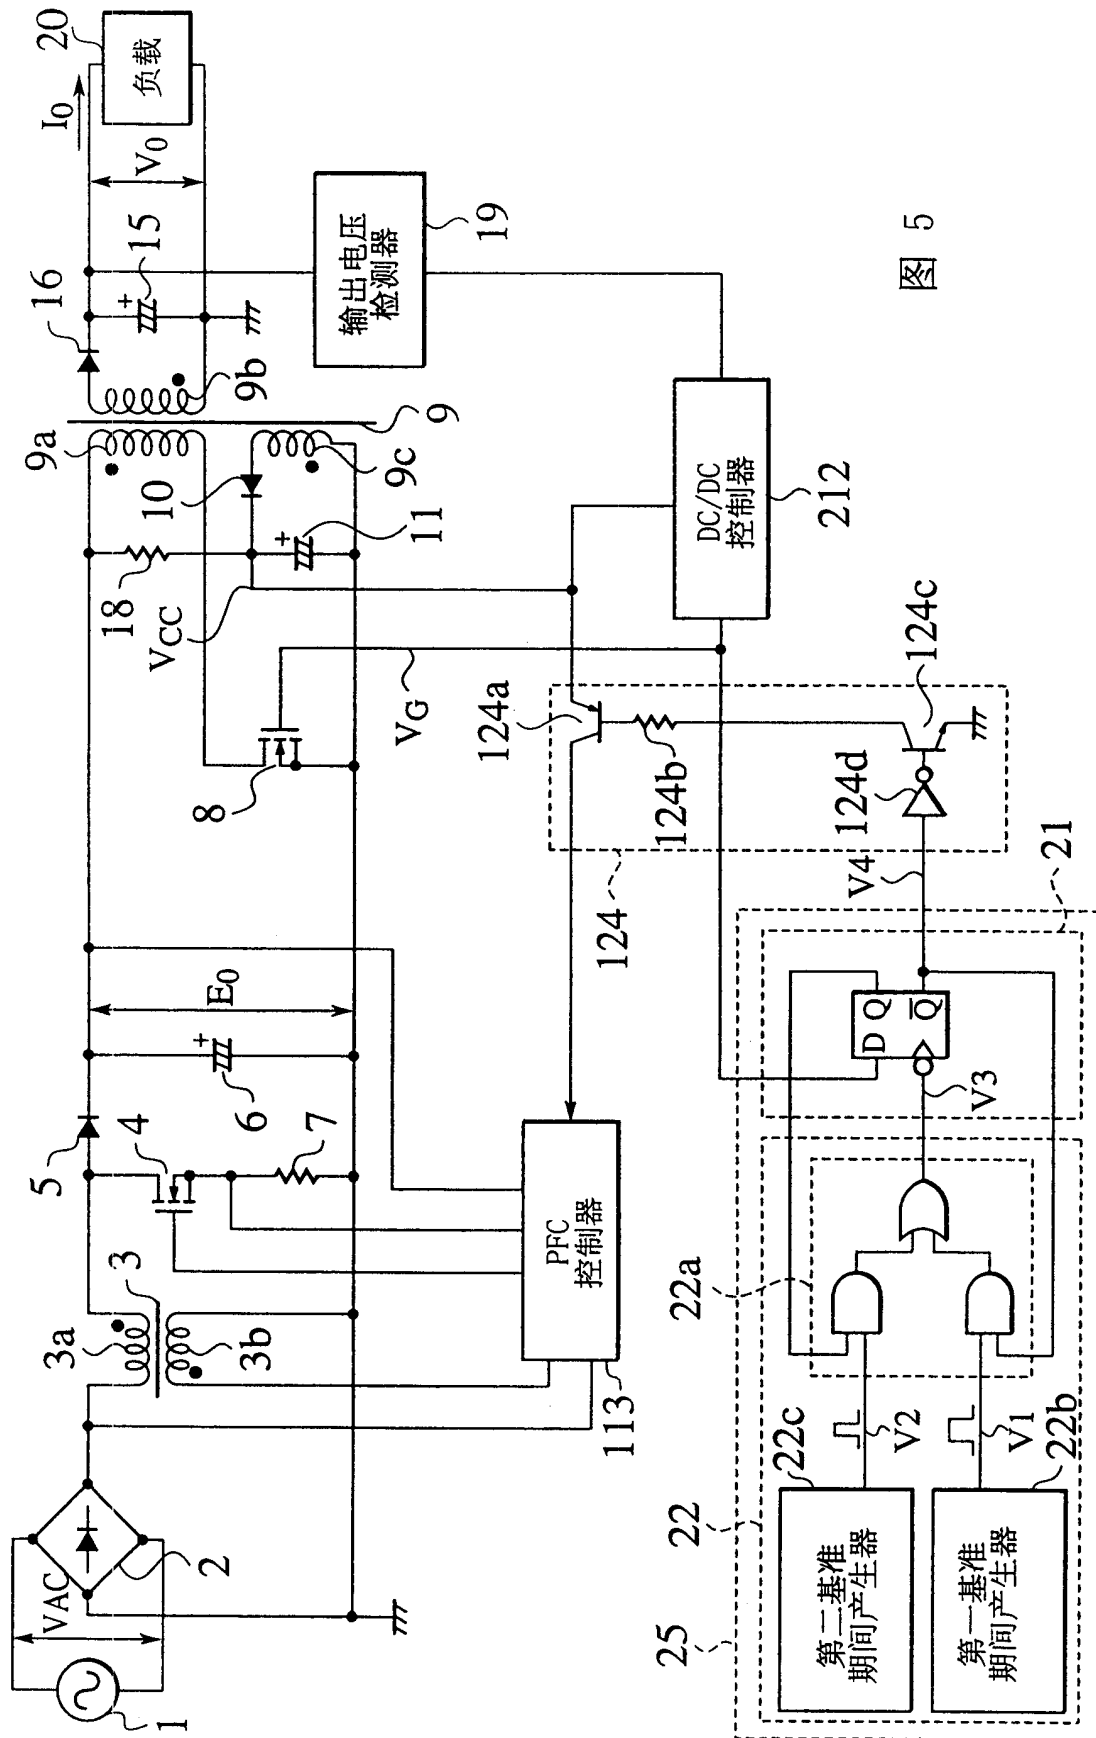 1
VAC
2
3a
3
3b
5
4
6
+
7
E0
8
18
VCC
VG
10
+
11
9a
9b
9c
9
16
+
15
V0
I0
20
负载
输出电压
检测器
19
DC/DC
控制器
212
PFC
控制器
113
124
124a
124b
124c
124d
V4
21
D
Q
Q̅
V3
22a
22
25
22c
V2
第二基准
期间产生器
22b
V1
第一基准
期间产生器
图 5